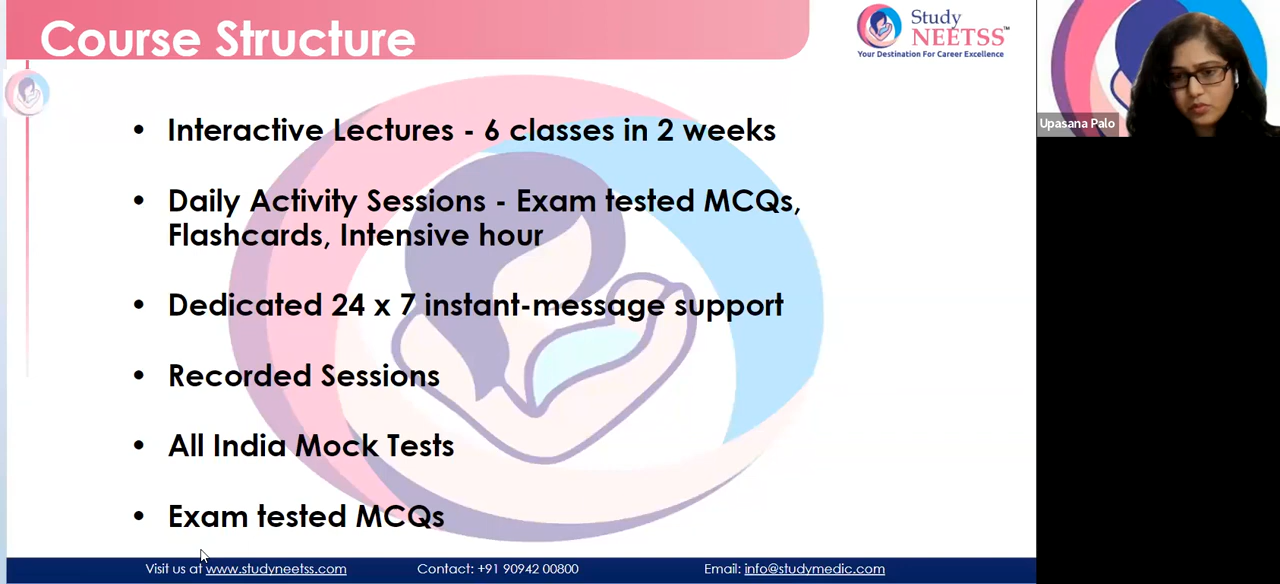 Course Structure
Study
NEETSS™
Your Destination For Career Excellence
Upasana Palo
• Interactive Lectures - 6 classes in 2 weeks
• Daily Activity Sessions - Exam tested MCQs,
Flashcards, Intensive hour
• Dedicated 24 x 7 instant-message support
• Recorded Sessions
• All India Mock Tests
• Exam tested MCQs
Visit us at www.studyneetss.com Contact: +91 90942 00800 Email: info@studymedic.com